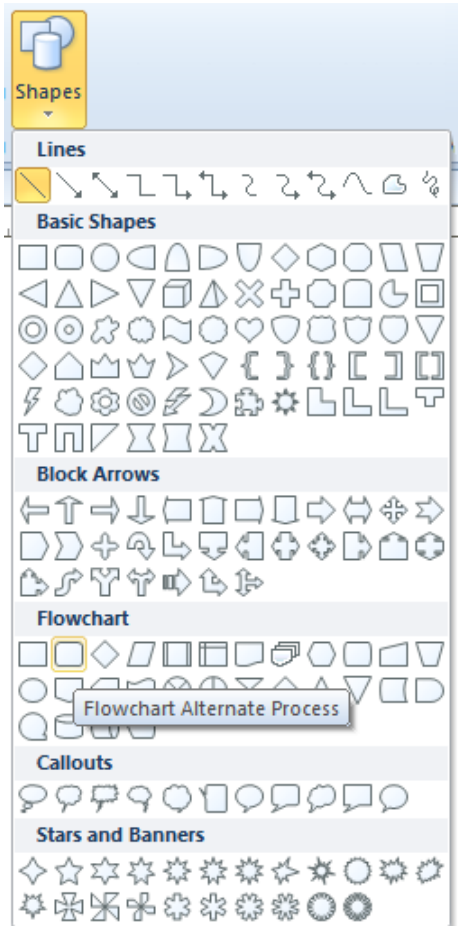 Shapes
Lines
Basic Shapes
Block Arrows
Flowchart
Flowchart Alternate Process
Callouts
Stars and Banners